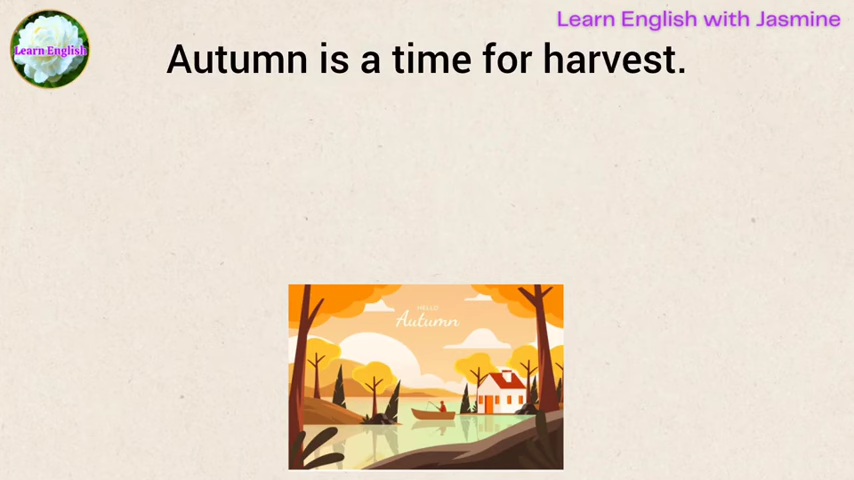 Learn English with Jasmine
Learn English
Autumn is a time for harvest.
HELLO
Autumn